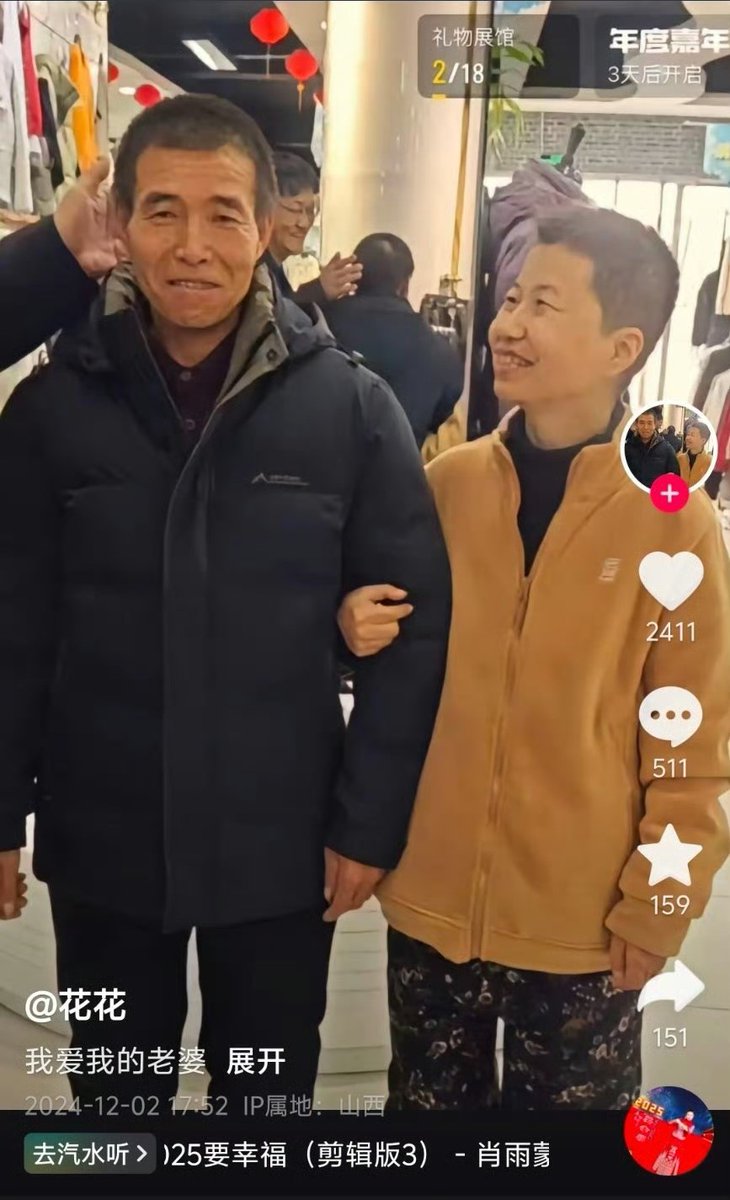 礼物展馆
2/18
年度嘉年
3天后开启
2411
511
159
151
@花花
我爱我的老婆 展开
2024-12-02 17:52 IP属地：山西
去汽水听
025要幸福（剪辑版3） - 肖雨蒙
2025